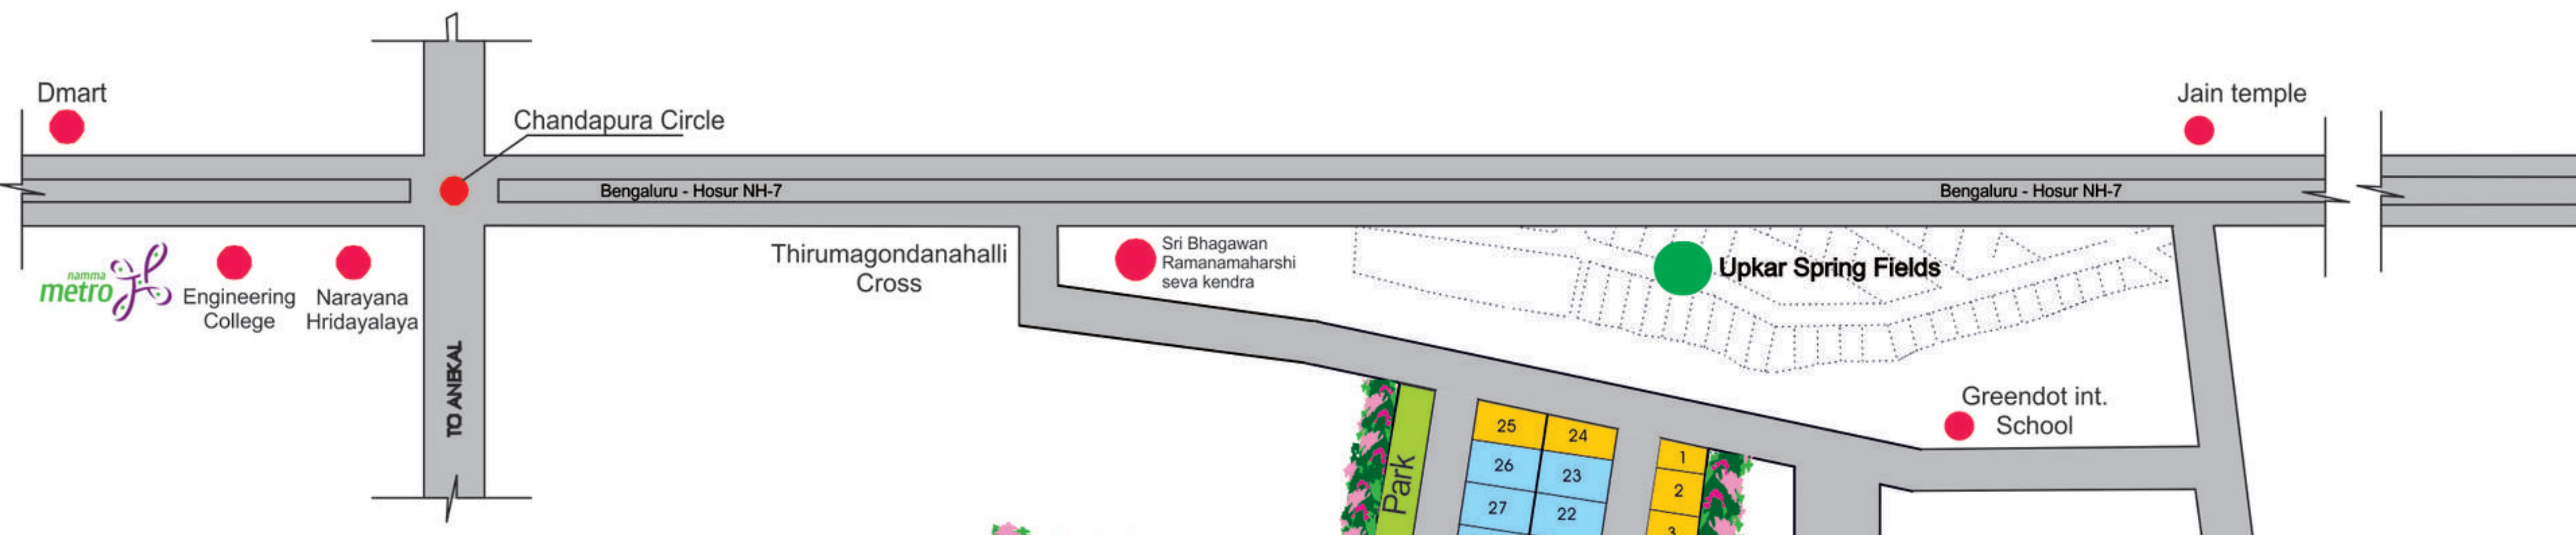 Dmart
Chandapura Circle
Jain temple
Bengaluru - Hosur NH-7
Bengaluru - Hosur NH-7
namma
metro
Engineering
College
Narayana
Hridayalaya
TO ANEKAL
Thirumagondanahalli
Cross
Sri Bhagawan
Ramanamaharshi
seva kendra
Upkar Spring Fields
Greendot int.
School
Park
25
24
26
23
27
22
1
2
3